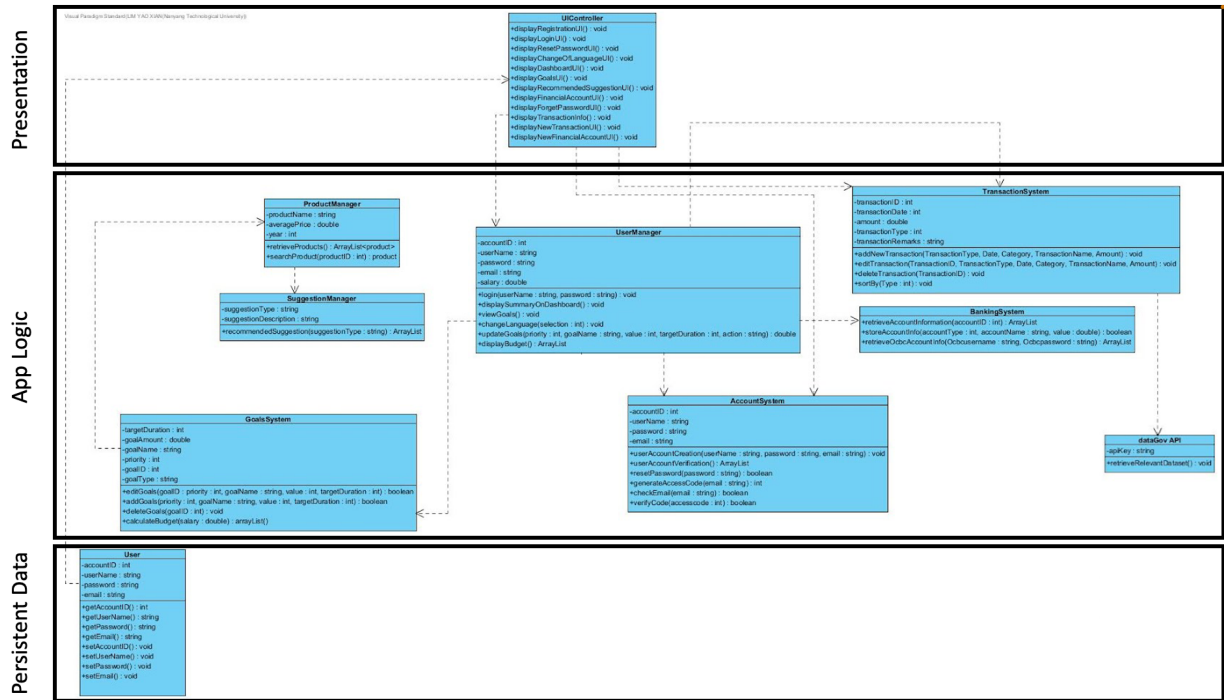 Visual Paradigm Standard(LIM YAO XIAN(Nanyang Technological University))
Presentation
UIController
+displayRegistrationUI() : void
+displayLoginUI() : void
+displayResetPasswordUI() : void
+displayChangeOfLanguageUI() : void
+displayDashboardUI() : void
+displayGoalsUI() : void
+displayRecommendedSuggestionUI() : void
+displayFinancialAccountUI() : void
+displayForgetPasswordUI() : void
+displayTransactionInfo() : void
+displayNewTransactionUI() : void
+displayNewFinancialAccountUI() : void
App Logic
ProductManager
-productName : string
-averagePrice : double
-year : int
+retrieveProducts() : ArrayList<product>
+searchProduct(productID : int) : product
SuggestionManager
-suggestionType : string
-suggestionDescription : string
+recommendedSuggestion(suggestionType : string) : ArrayList
UserManager
-accountID : int
-userName : string
-password : string
-email : string
-salary : double
+login(userName : string, password : string) : void
+displaySummaryOnDashboard() : void
+viewGoals() : void
+changeLanguage(selection : int) : void
+updateGoals(priority : int, goalName : string, value : int, targetDuration : int, action : string) : double
+displayBudget() : ArrayList
TransactionSystem
-transactionID : int
-transactionDate : int
-amount : double
-transactionType : int
-transactionRemarks : string
+addNewTransaction(TransactionType, Date, Category, TransactionName, Amount) : void
+editTransaction(TransactionID, TransactionType, Date, Category, TransactionName, Amount) : void
+deleteTransaction(TransactionID) : void
+sortBy(Type : int) : void
BankingSystem
+retrieveAccountInformation(accountID : int) : ArrayList
+storeAccountInfo(accountType : int, accountName : string, value : double) : boolean
+retrieveOcbcAccountInfo(Ocbcusername : string, Ocbcpassword : string) : ArrayList
GoalsSystem
-targetDuration : int
-goalAmount : double
-goalName : string
-priority : int
-goalID : int
-goalType : string
+editGoals(goalID : priority : int, goalName : string, value : int, targetDuration : int) : boolean
+addGoals(priority : int, goalName : string, value : int, targetDuration : int) : boolean
+deleteGoals(goalID : int) : void
+calculateBudget(salary : double) : arrayList()
AccountSystem
-accountID : int
-userName : string
-password : string
-email : string
+userAccountCreation(userName : string, password : string, email : string) : void
+userAccountVerification() : ArrayList
+resetPassword(password : string) : boolean
+generateAccessCode(email : string) : int
+checkEmail(email : string) : boolean
+verifyCode(accesscode : int) : boolean
dataGov API
-apiKey : string
+retrieveRelevantDataset() : void
Persistent Data
User
-accountID : int
-userName : string
-password : string
-email : string
+getAccountID() : int
+getUserName() : string
+getPassword() : string
+getEmail() : string
+setAccountID() : void
+setUserName() : void
+setPassword() : void
+setEmail() : void